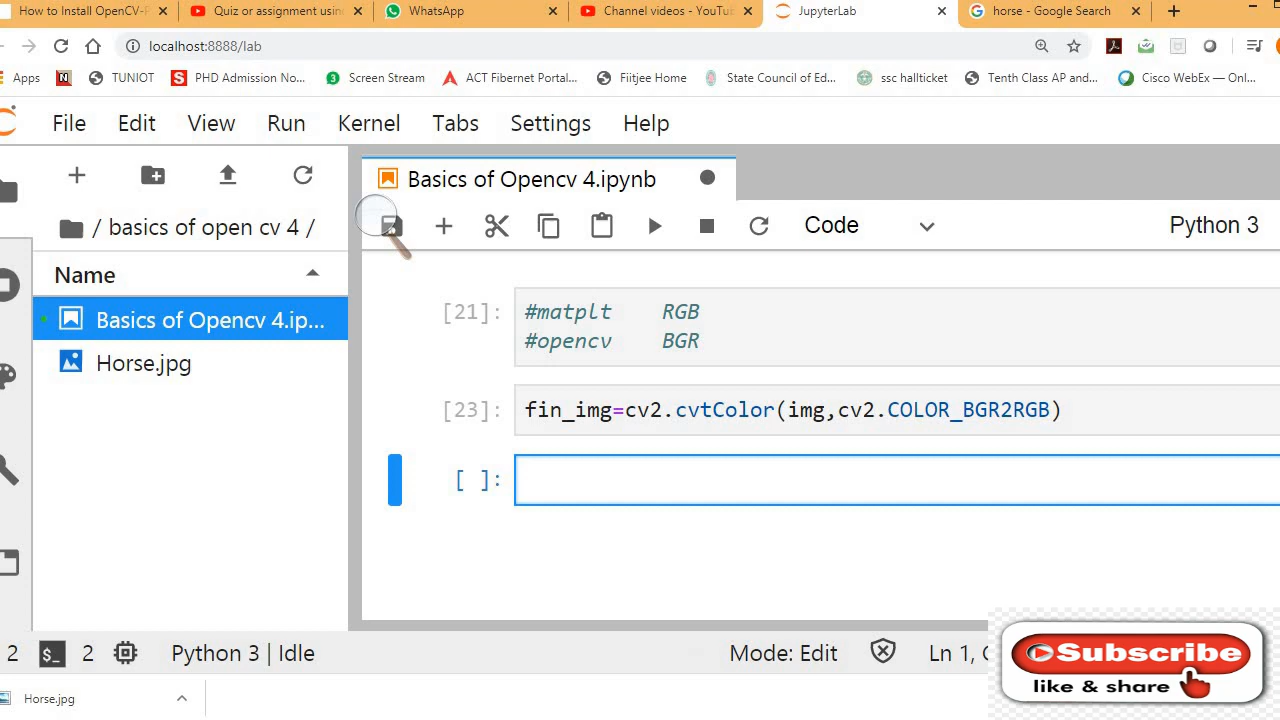 How to Install OpenCV-P
Quiz or assignment using
WhatsApp
Channel videos - YouTube
JupyterLab
horse - Google Search
localhost:8888/lab
Apps
TUNIOT
PHD Admission No...
Screen Stream
ACT Fibernet Portal...
Fiitjee Home
State Council of Ed...
ssc hallticket
Tenth Class AP and...
Cisco WebEx — Onl...
File Edit View Run Kernel Tabs Settings Help
Basics of Opencv 4.ipynb
/ basics of open cv 4 /
Code
Python 3
Name
Basics of Opencv 4.ip...
Horse.jpg
[21]: #matplt RGB
#opencv BGR
[23]: fin_img=cv2.cvtColor(img,cv2.COLOR_BGR2RGB)
[ ]:
2 $_ 2 Python 3 | Idle
Mode: Edit
Ln 1, C
Subscribe
like & share
Horse.jpg